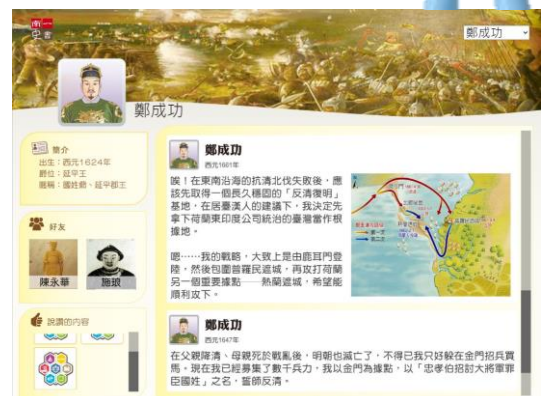 鄭成功
鄭成功
簡介
出生：西元1624年
爵位：延平王
暱稱：國姓爺、延平郡王
好友
陳永華
施琅
說讚的內容
鄭成功
西元1661年
唉！在東南沿海的抗清北伐失敗後，應
該先取得一個長久穩固的「反清復明」
基地，在居臺漢人的建議下，我決定先
拿下荷蘭東印度公司統治的臺灣當作根
據地。
嗯……我的戰略，大致上是由鹿耳門登
陸，然後包圍普羅民遮城，再攻打荷蘭
另一個重要據點——熱蘭遮城，希望能
順利攻下。
鄭成功
西元1647年
在父親降清、母親死於戰亂後，明朝也滅亡了，不得已我只好躲在金門招兵買
馬。現在我已經募集了數千兵力，我以金門為據點，以「忠孝伯招討大將軍罪
臣國姓」之名，誓師反清。